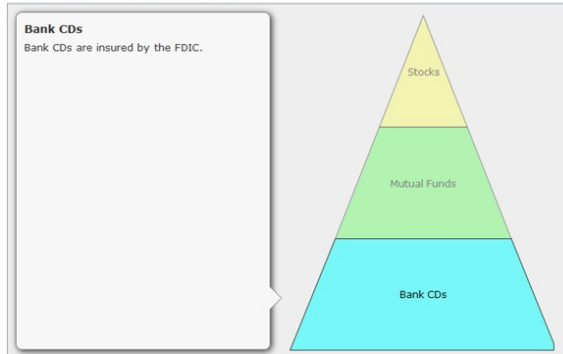 Bank CDs
Bank CDs are insured by the FDIC.
Stocks
Mutual Funds
Bank CDs